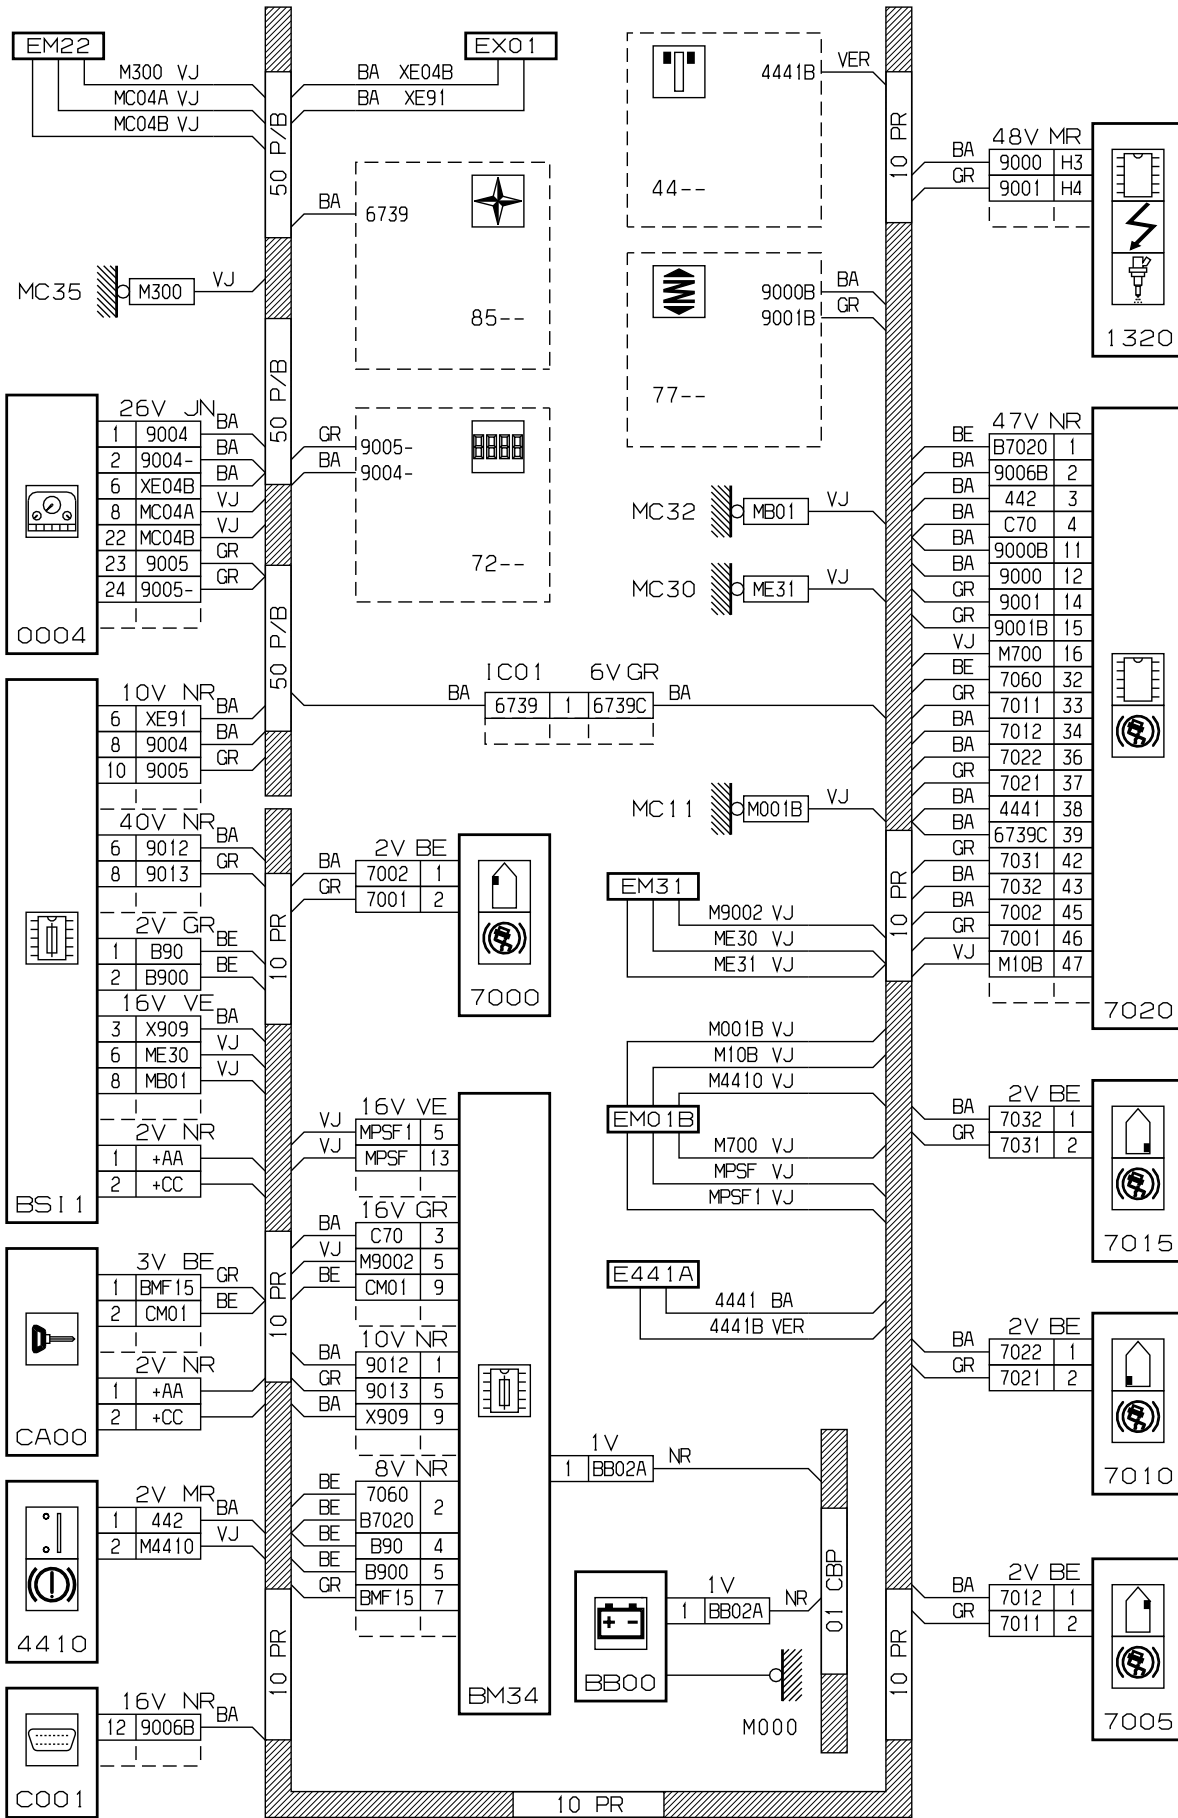 EM22
M300 VJ
MC04A VJ
MC04B VJ
EX01
BA XE04B
BA XE91
50 P/B
BA 6739
85--
4441B VER
44--
10 PR
48V MR
BA 9000 H3
GR 9001 H4
1320
MC35 M300 VJ
9000B BA
9001B GR
77--
50 P/B
26V JN
1 9004 BA
2 9004- BA
6 XE04B BA
8 MC04A VJ
22 MC04B VJ
23 9005 GR
24 9005- GR
0004
GR 9005-
BA 9004-
72--
MC32 MB01 VJ
MC30 ME31 VJ
47V NR
BE B7020 1
BA 9006B 2
BA 442 3
BA C70 4
BA 9000B 11
BA 9000 12
GR 9001 14
GR 9001B 15
VJ M700 16
BE 7060 32
GR 7011 33
BA 7012 34
BA 7022 36
GR 7021 37
BA 4441 38
BA 6739C 39
GR 7031 42
BA 7032 43
BA 7002 45
GR 7001 46
VJ M10B 47
7020
50 P/B
IC01 6V GR
BA 6739 1 6739C BA
10V NR
6 XE91 BA
8 9004 BA
10 9005 GR
40V NR
6 9012 BA
8 9013 GR
2V GR
1 B90 BE
2 B900 BE
16V VE
3 X909 BA
6 ME30 VJ
8 MB01 VJ
2V NR
1 +AA
2 +CC
BSI1
MC11 M001B VJ
10 PR
2V BE
BA 7002 1
GR 7001 2
7000
EM31
M9002 VJ
ME30 VJ
ME31 VJ
10 PR
M001B VJ
M10B VJ
M4410 VJ
EM01B
M700 VJ
MPSF VJ
MPSF1 VJ
2V BE
BA 7032 1
GR 7031 2
7015
16V VE
VJ MPSF1 5
VJ MPSF 13
16V GR
BA C70 3
VJ M9002 5
BE CM01 9
10V NR
BA 9012 1
GR 9013 5
BA X909 9
8V NR
BE 7060 2
BE B7020
BE B90 4
BE B900 5
GR BMF15 7
BM34
3V BE
1 BMF15 GR
2 CM01 BE
2V NR
1 +AA
2 +CC
CA00
10 PR
E441A
4441 BA
4441B VER
2V BE
BA 7022 1
GR 7021 2
7010
1V
1 BB02A NR
2V MR
1 442 BA
2 M4410 VJ
4410
01 CBP
1V
1 BB02A NR
BB00
M000
2V BE
BA 7012 1
GR 7011 2
7005
10 PR
10 PR
16V NR
12 9006B BA
C001
10 PR